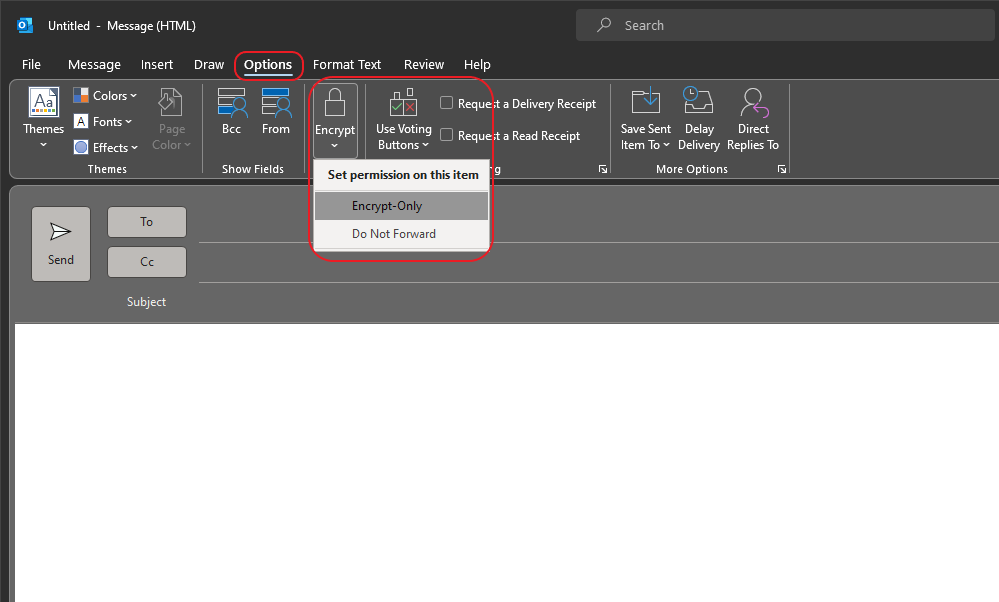 Untitled - Message (HTML)
Search
File Message Insert Draw Options Format Text Review Help
Aa
Themes
Colors
A Fonts
Effects
Page
Color
Themes
Bcc
From
Show Fields
Encrypt
Use Voting
Buttons
Request a Delivery Receipt
Request a Read Receipt
Save Sent
Item To
Delay
Delivery
Direct
Replies To
More Options
Set permission on this item
Encrypt-Only
Do Not Forward
Send
To
Cc
Subject